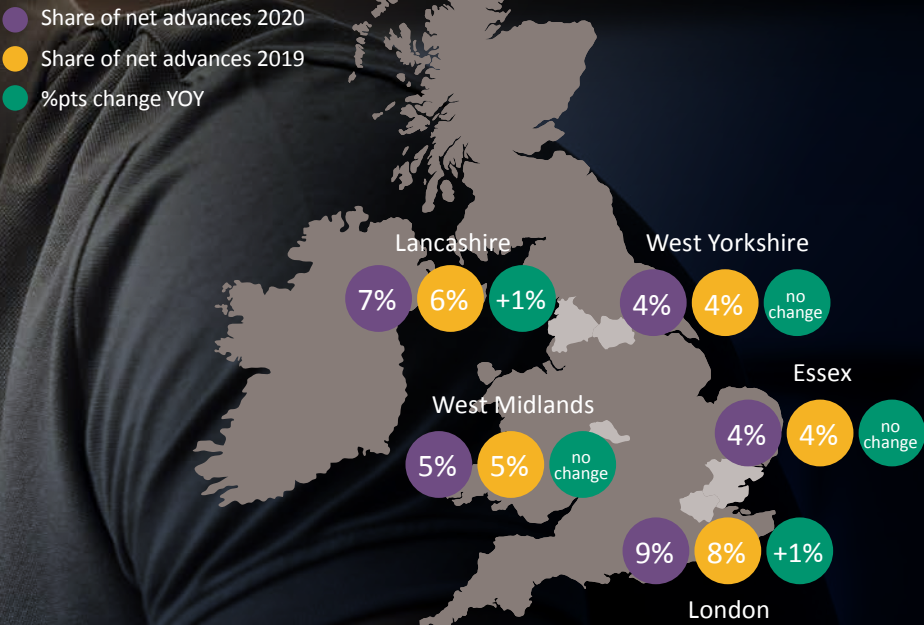 Share of net advances 2020
Share of net advances 2019
%pts change YOY
Lancashire
7%
6%
+1%
West Yorkshire
4%
4%
no
change
Essex
4%
4%
no
change
West Midlands
5%
5%
no
change
9%
8%
+1%
London